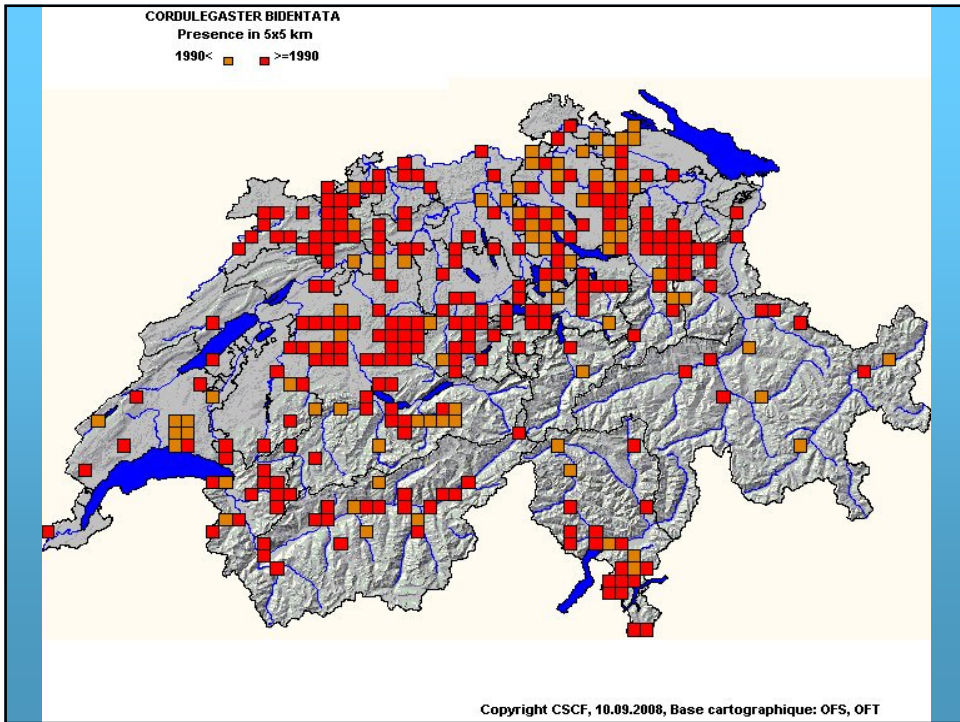 CORDULEGASTER BIDENTATA
Presence in 5x5 km
1990< >=1990
Copyright CSCF, 10.09.2008, Base cartographique: OFS, OFT